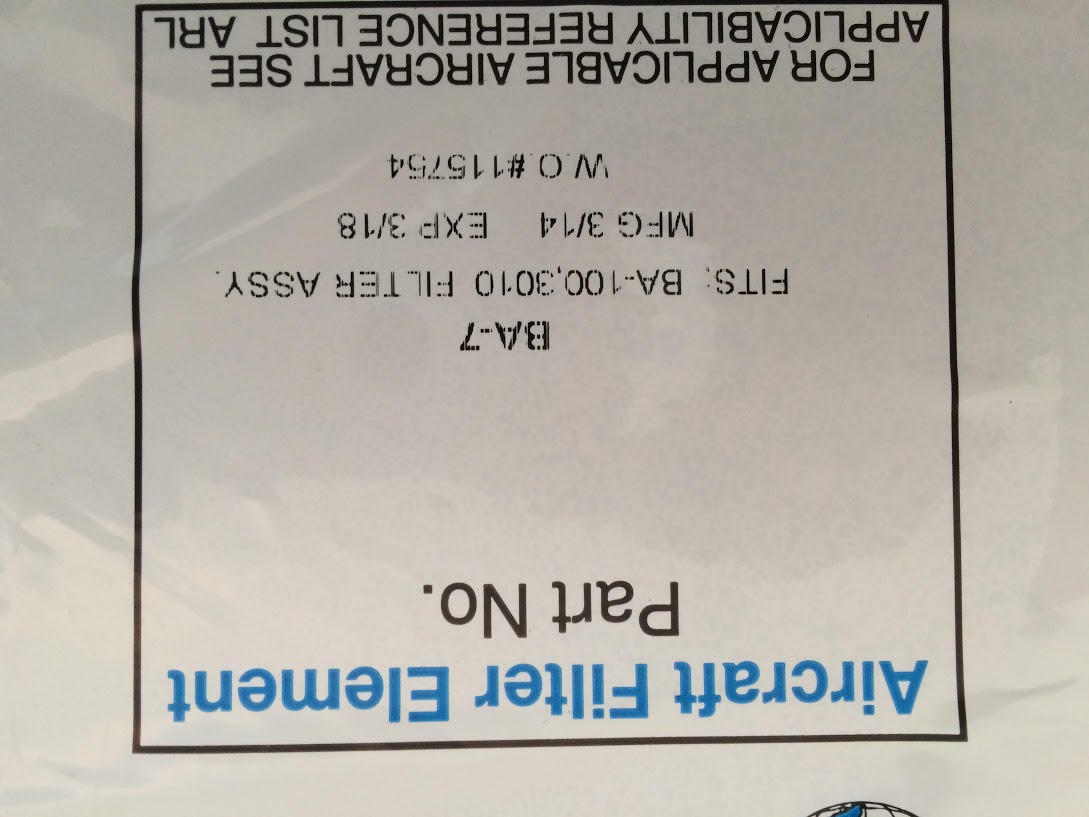 Aircraft Filter Element
Part No.
BA-7
FITS: BA-100,3010 FILTER ASSY.
MFG 3/14 EXP 3/18
W.O.#115754
FOR APPLICABLE AIRCRAFT SEE
APPLICABILITY REFERENCE LIST ARL